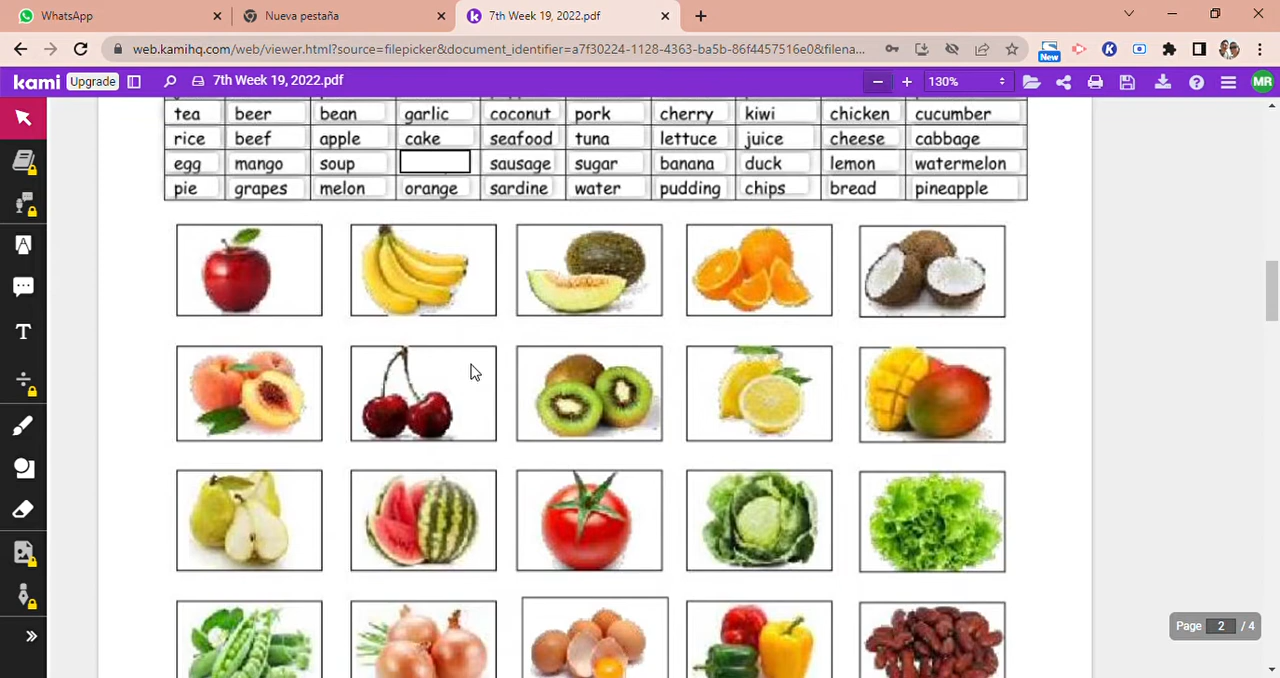 WhatsApp
Nueva pestaña
7th Week 19, 2022.pdf
web.kamihq.com/web/viewer.html?source=filepicker&document_identifier=a7f30224-1128-4363-ba5b-86f4457516e0&filena...
New
kami Upgrade
7th Week 19, 2022.pdf
130%
MR
tea beer bean garlic coconut pork cherry kiwi chicken cucumber
rice beef apple cake seafood tuna lettuce juice cheese cabbage
egg mango soup sausage sugar banana duck lemon watermelon
pie grapes melon orange sardine water pudding chips bread pineapple
Page 2 / 4